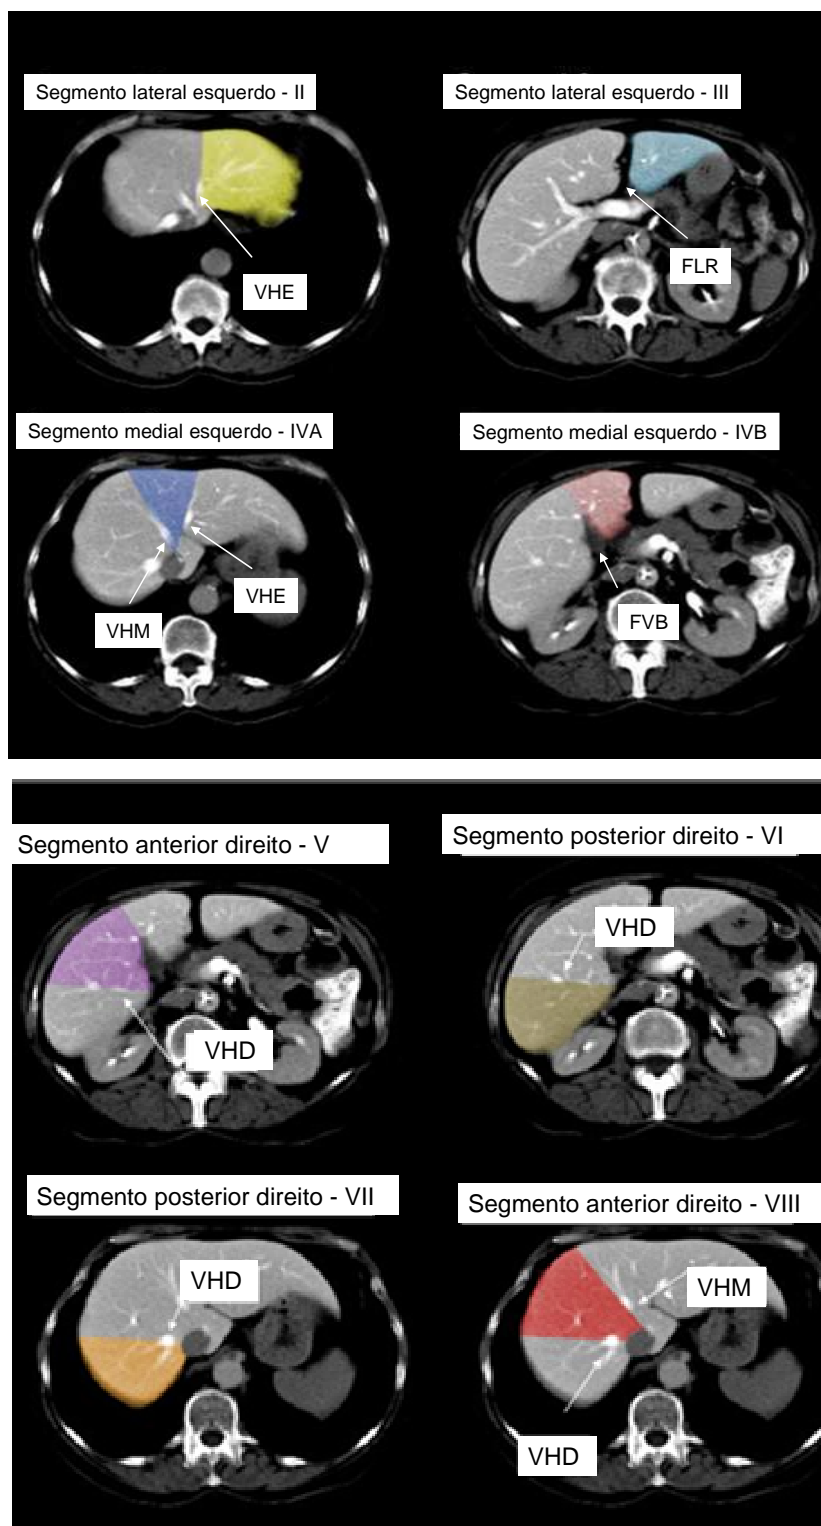 Segmento lateral esquerdo - II
Segmento lateral esquerdo - III
VHE
FLR
Segmento medial esquerdo - IVA
Segmento medial esquerdo - IVB
VHM
VHE
FVB
Segmento anterior direito - V
Segmento posterior direito - VI
VHD
VHD
Segmento posterior direito - VII
Segmento anterior direito - VIII
VHD
VHM
VHD